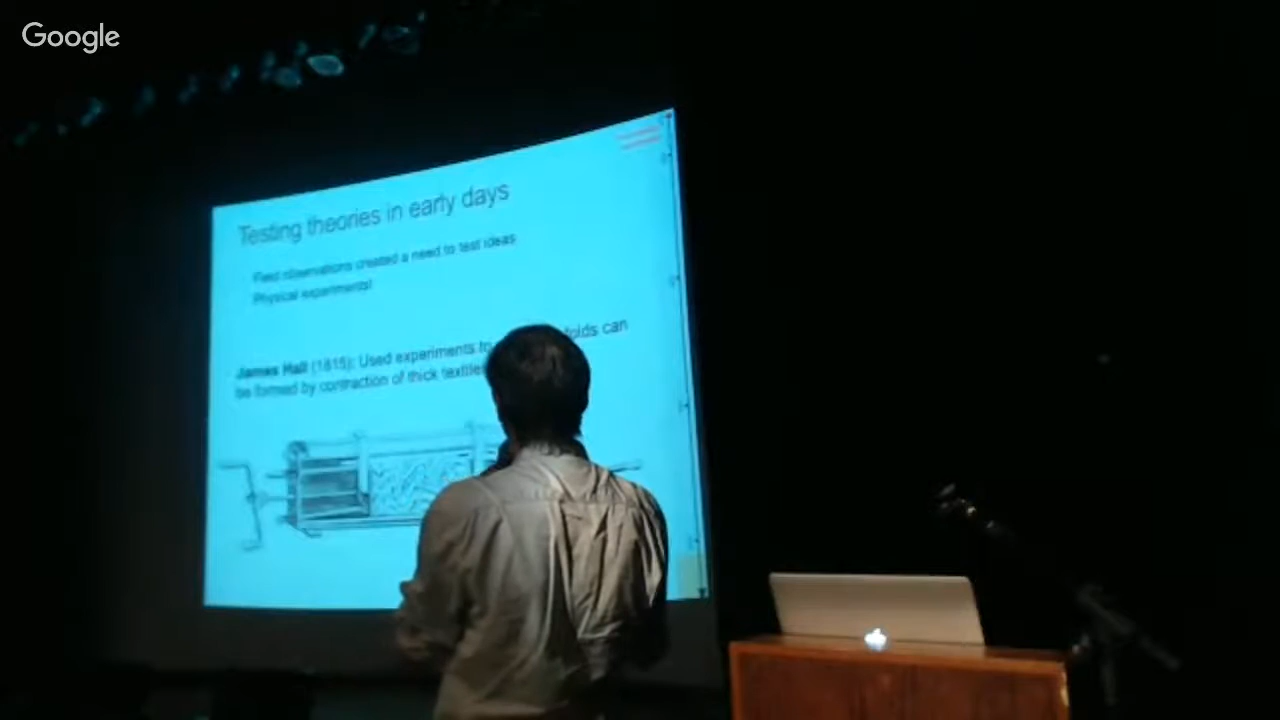 Google
Testing theories in early days
Field observations created a need to test ideas
Physical experiments!
James Hall (1815): Used experiments to folds can
be formed by contraction of thick textiles